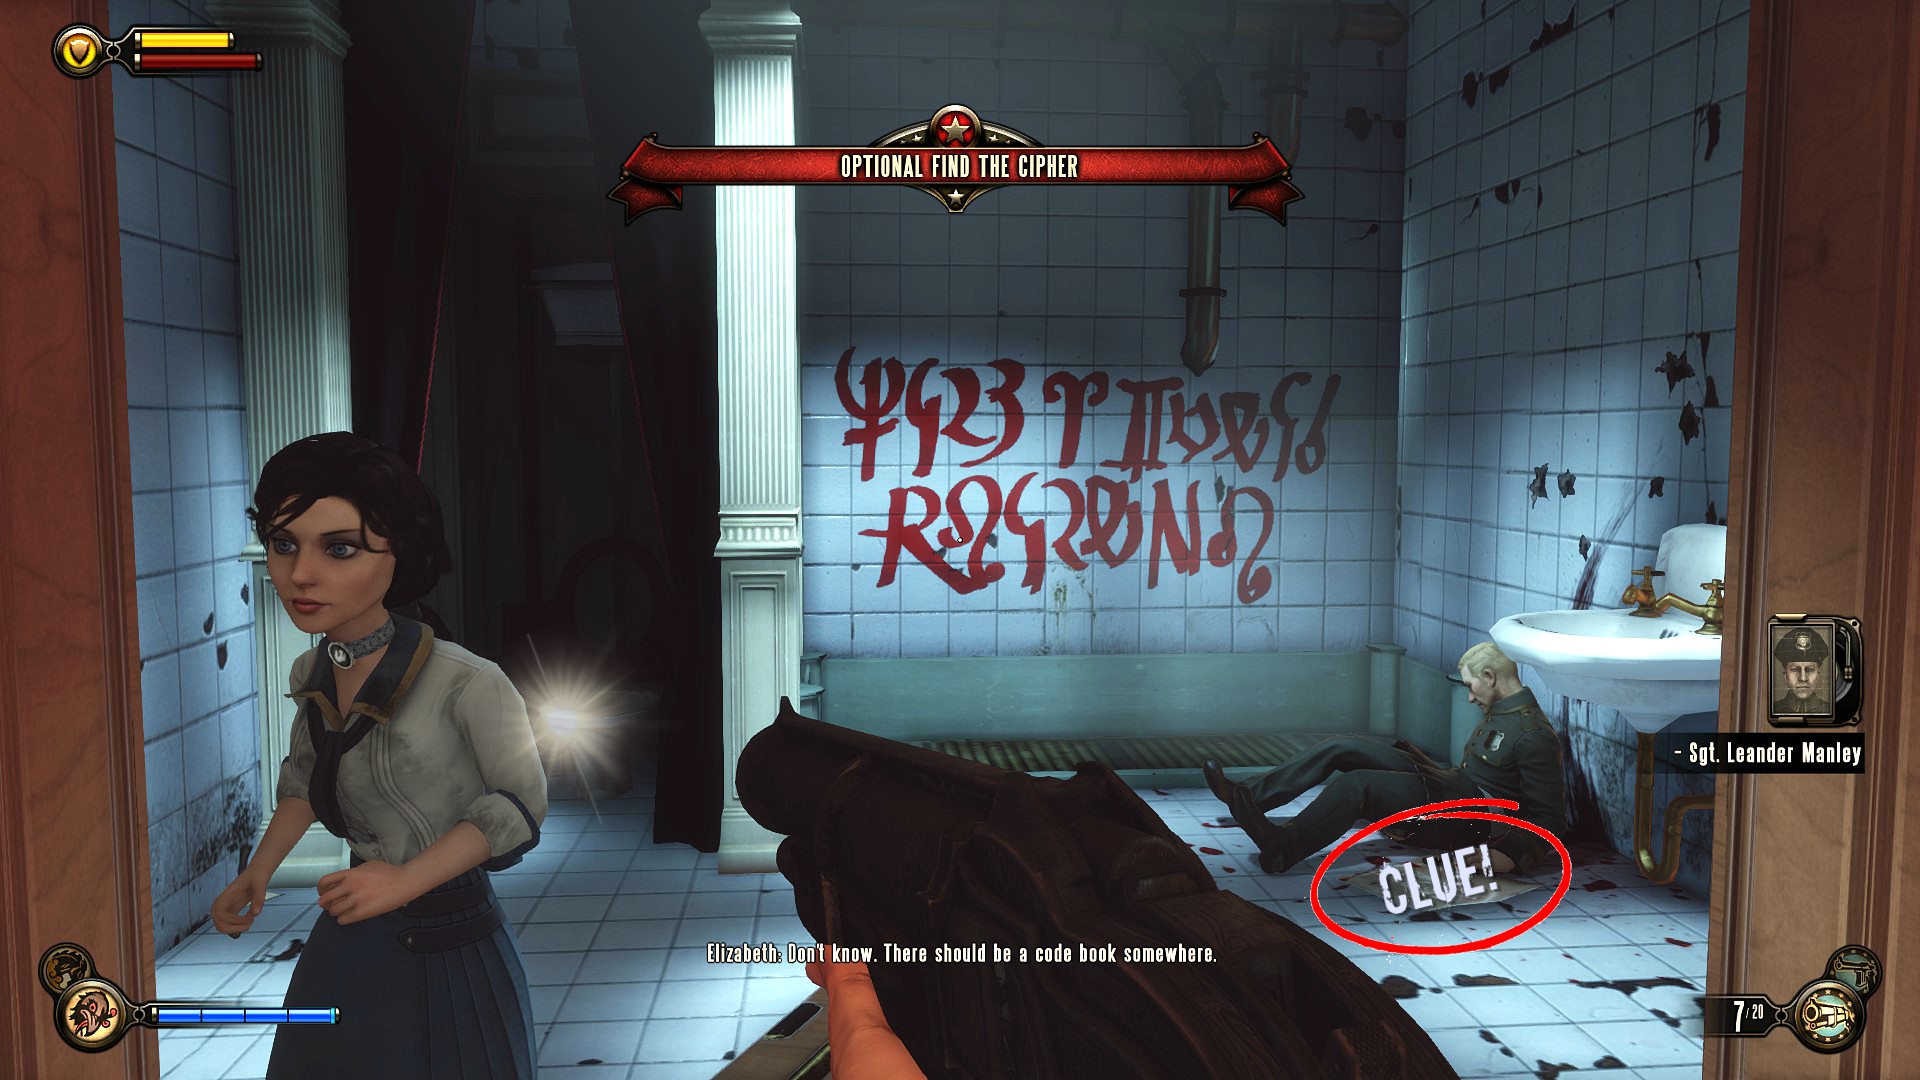 OPTIONAL FIND THE CIPHER
- Sgt. Leander Manley
CLUE!
Elizabeth: Don't know. There should be a code book somewhere.
7/20